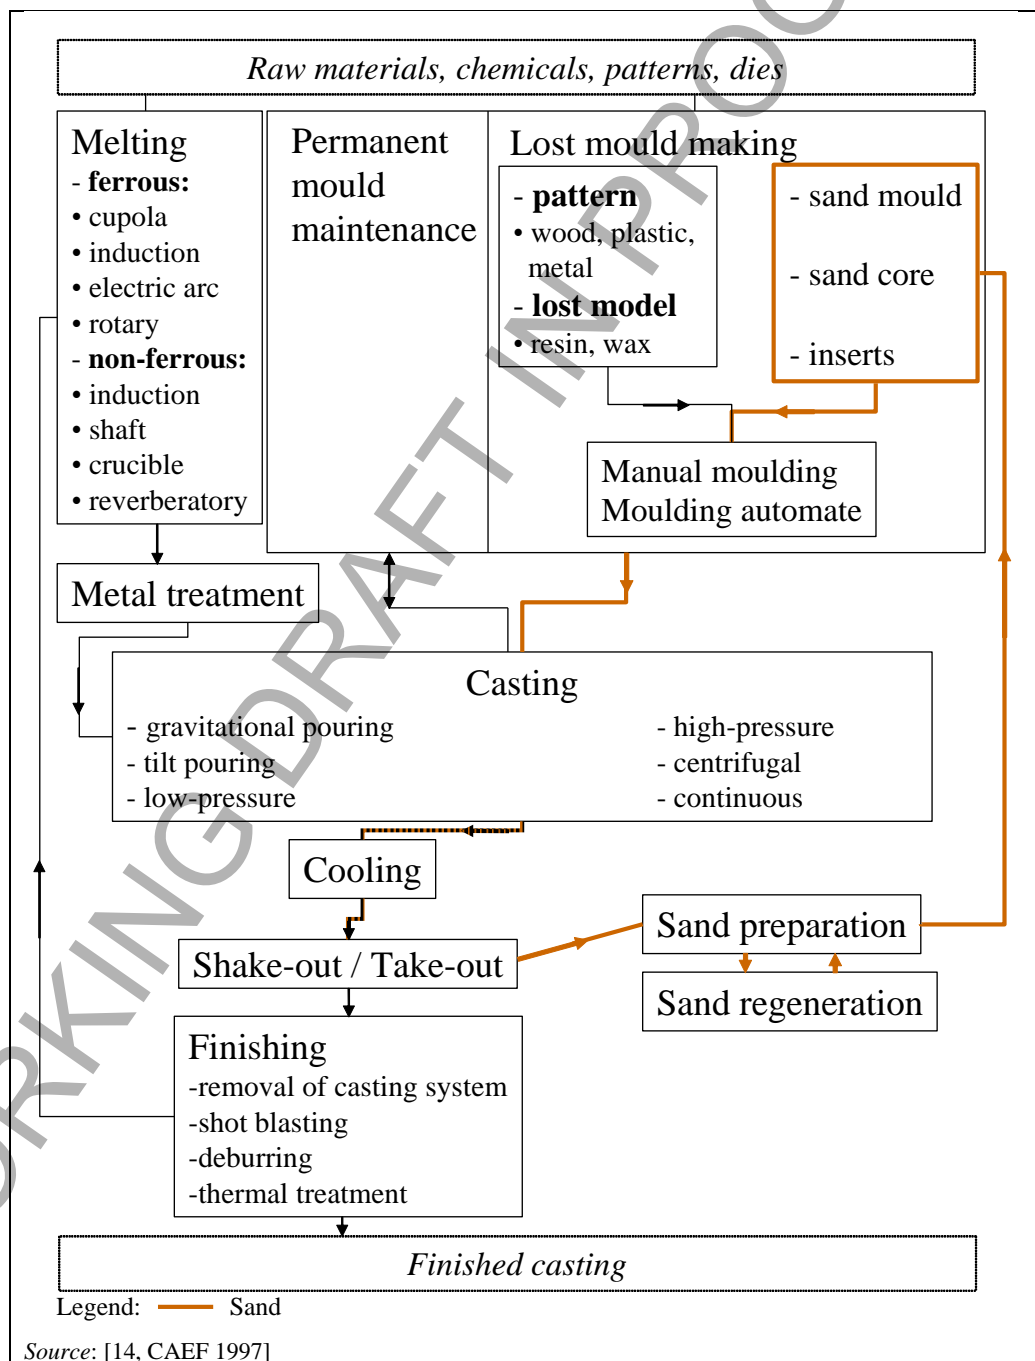 Raw materials, chemicals, patterns, dies
Melting
- ferrous:
• cupola
• induction
• electric arc
• rotary
- non-ferrous:
• induction
• shaft
• crucible
• reverberatory
Permanent
mould
maintenance
Lost mould making
- pattern
• wood, plastic,
metal
- lost model
• resin, wax
- sand mould
- sand core
- inserts
Manual moulding
Moulding automate
Metal treatment
Casting
- gravitational pouring
- tilt pouring
- low-pressure
- high-pressure
- centrifugal
- continuous
Cooling
Shake-out / Take-out
Sand preparation
Sand regeneration
Finishing
-removal of casting system
-shot blasting
-deburring
-thermal treatment
Finished casting
Legend: Sand
Source: [14, CAEF 1997]
DRAFT IN